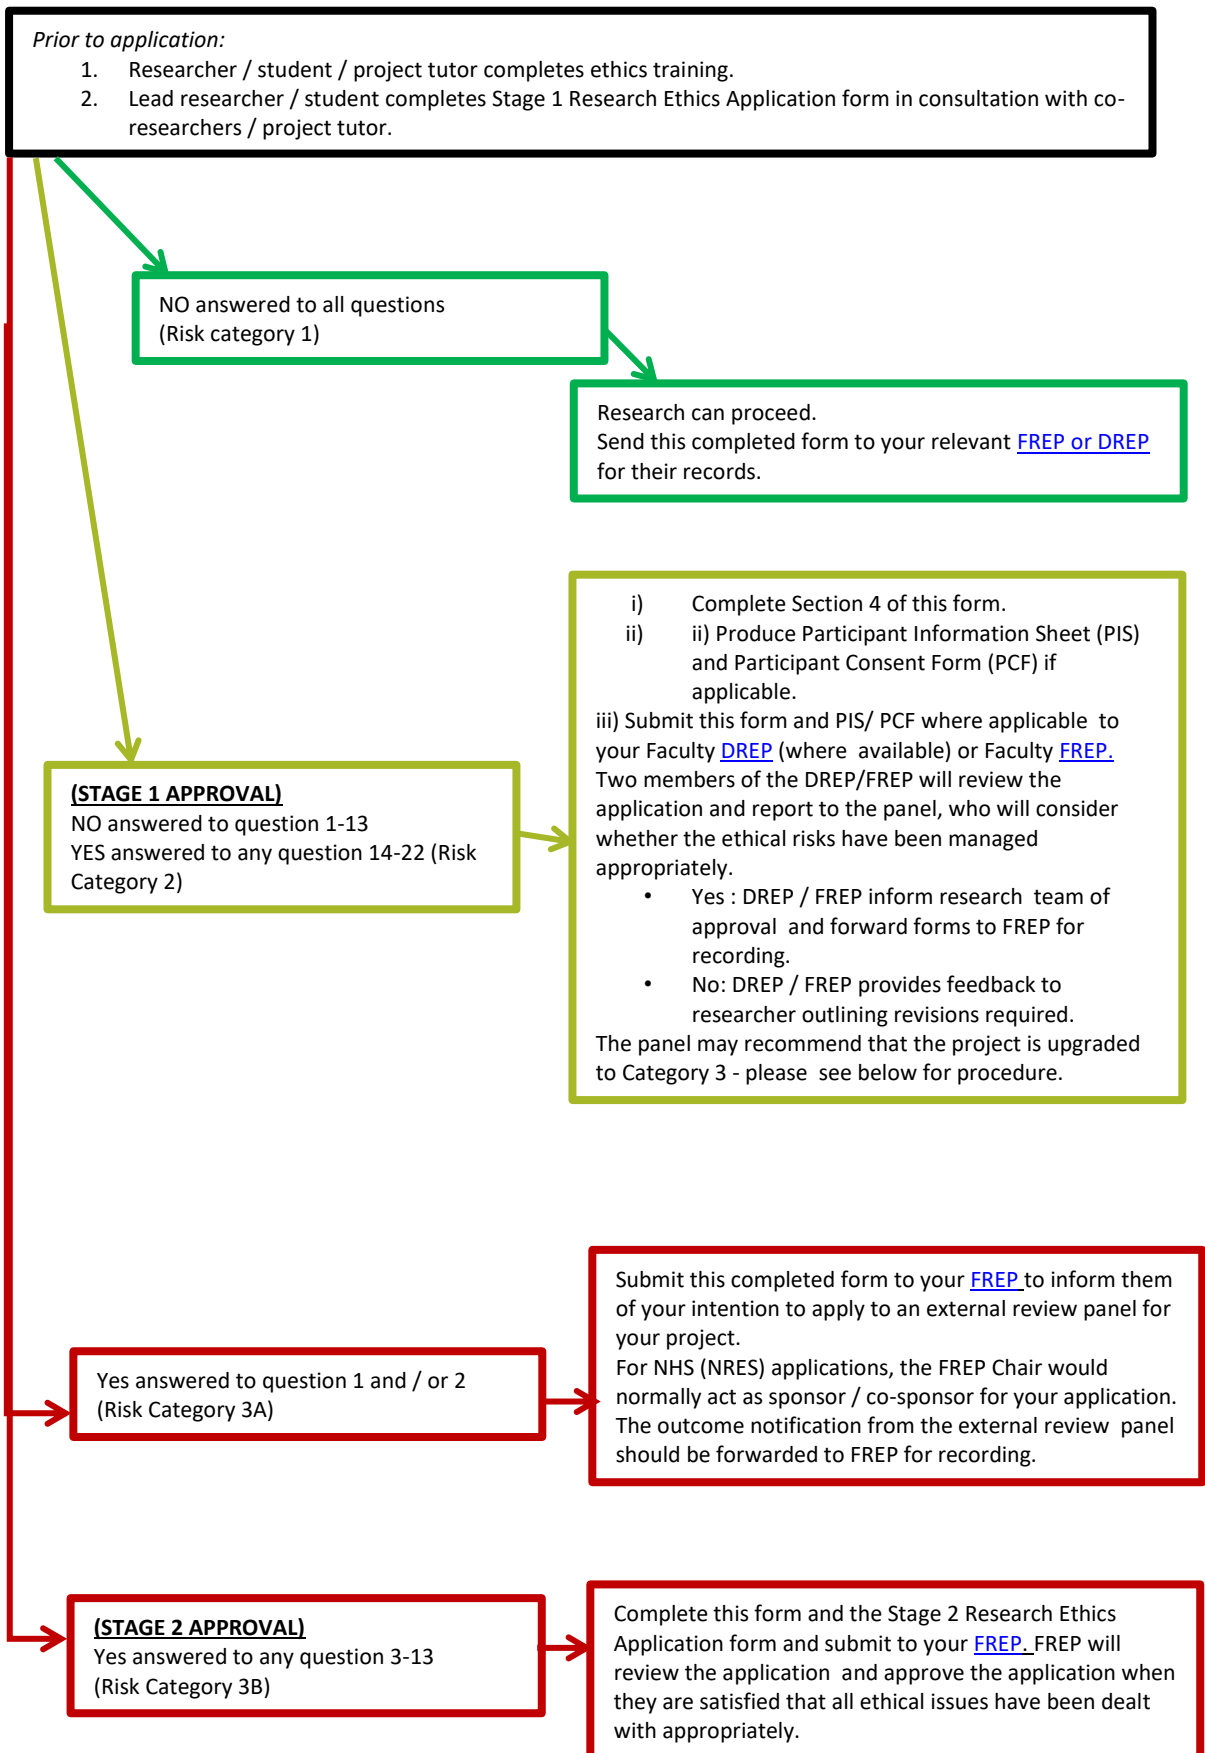 Prior to application:
1. Researcher / student / project tutor completes ethics training.
2. Lead researcher / student completes Stage 1 Research Ethics Application form in consultation with co-
researchers / project tutor.
NO answered to all questions
(Risk category 1)
Research can proceed.
Send this completed form to your relevant FREP or DREP
for their records.
(STAGE 1 APPROVAL)
NO answered to question 1-13
YES answered to any question 14-22 (Risk
Category 2)
i) Complete Section 4 of this form.
ii) ii) Produce Participant Information Sheet (PIS)
and Participant Consent Form (PCF) if
applicable.
iii) Submit this form and PIS/ PCF where applicable to
your Faculty DREP (where available) or Faculty FREP.
Two members of the DREP/FREP will review the
application and report to the panel, who will consider
whether the ethical risks have been managed
appropriately.
• Yes : DREP / FREP inform research team of
approval and forward forms to FREP for
recording.
• No: DREP / FREP provides feedback to
researcher outlining revisions required.
The panel may recommend that the project is upgraded
to Category 3 - please see below for procedure.
Yes answered to question 1 and / or 2
(Risk Category 3A)
Submit this completed form to your FREP to inform them
of your intention to apply to an external review panel for
your project.
For NHS (NRES) applications, the FREP Chair would
normally act as sponsor / co-sponsor for your application.
The outcome notification from the external review panel
should be forwarded to FREP for recording.
(STAGE 2 APPROVAL)
Yes answered to any question 3-13
(Risk Category 3B)
Complete this form and the Stage 2 Research Ethics
Application form and submit to your FREP. FREP will
review the application and approve the application when
they are satisfied that all ethical issues have been dealt
with appropriately.